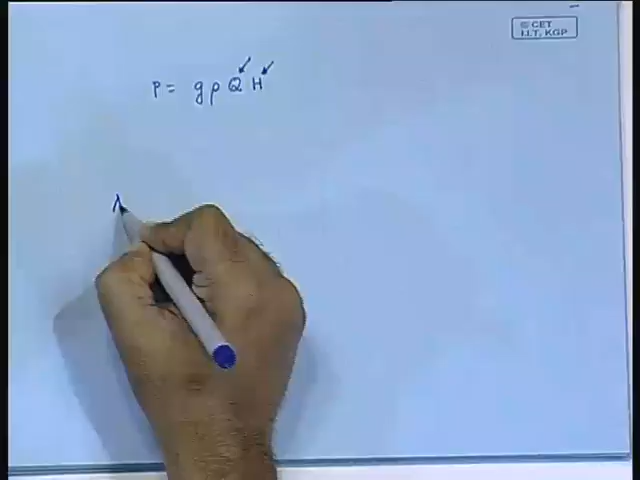 © CET
I.I.T. KGP
P = gρQH